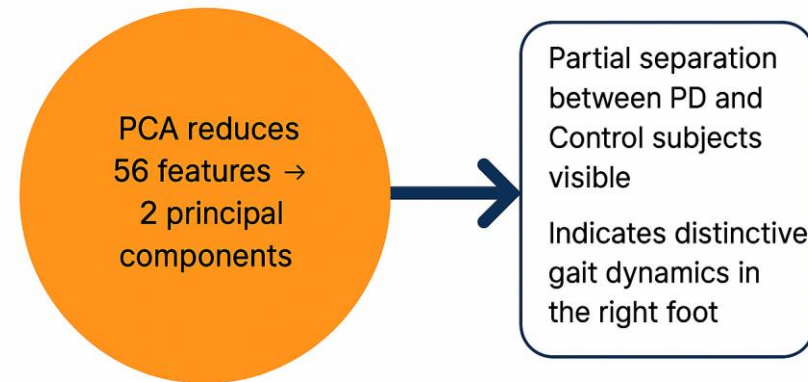 PCA reduces
56 features →
2 principal
components
Partial separation
between PD and
Control subjects
visible
Indicates distinctive
gait dynamics in
the right foot